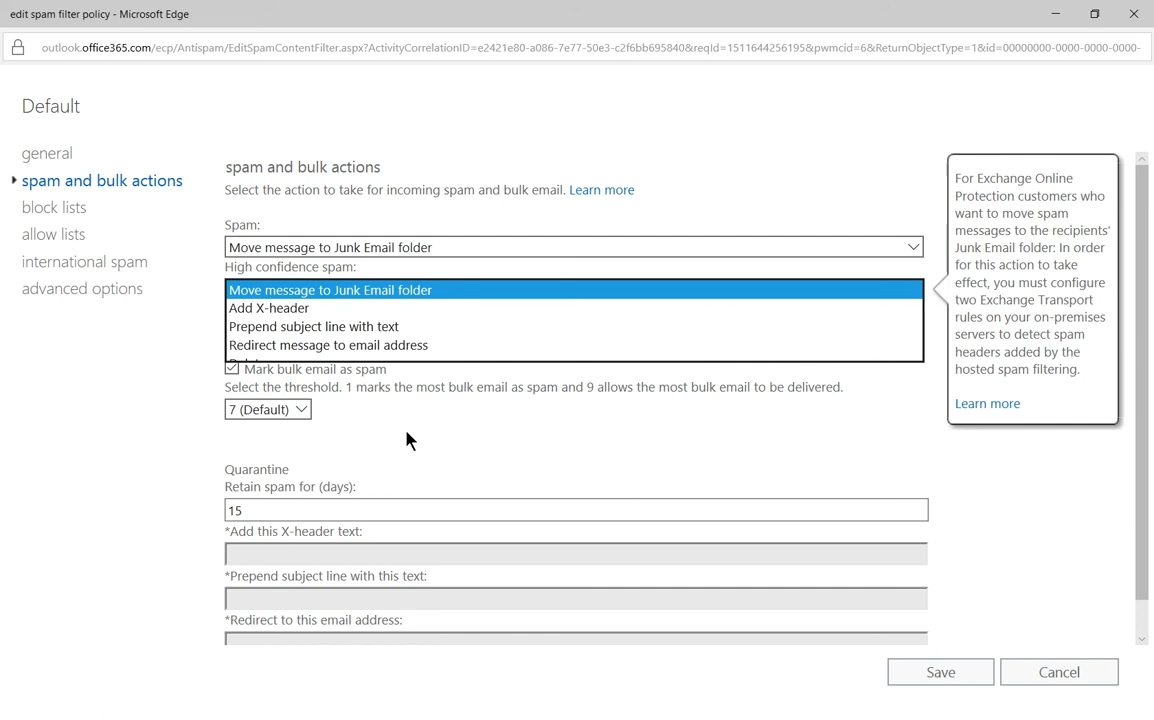 edit spam filter policy - Microsoft Edge
outlook.office365.com/ecp/Antispam/EditSpamContentFilter.aspx?ActivityCorrelationID=e2421e80-a086-7e77-50e3-c2f6bb695840&reqId=1511644256195&pwmcid=6&ReturnObjectType=1&id=00000000-0000-0000-0000-
Default
general
spam and bulk actions
block lists
allow lists
international spam
advanced options
spam and bulk actions
Select the action to take for incoming spam and bulk email. Learn more
Spam:
Move message to Junk Email folder
High confidence spam:
Move message to Junk Email folder
Add X-header
Prepend subject line with text
Redirect message to email address
Mark bulk email as spam
Select the threshold. 1 marks the most bulk email as spam and 9 allows the most bulk email to be delivered.
7 (Default)
Quarantine
Retain spam for (days):
15
*Add this X-header text:
*Prepend subject line with this text:
*Redirect to this email address:
For Exchange Online
Protection customers who
want to move spam
messages to the recipients'
Junk Email folder: In order
for this action to take
effect, you must configure
two Exchange Transport
rules on your on-premises
servers to detect spam
headers added by the
hosted spam filtering.
Learn more
Save
Cancel